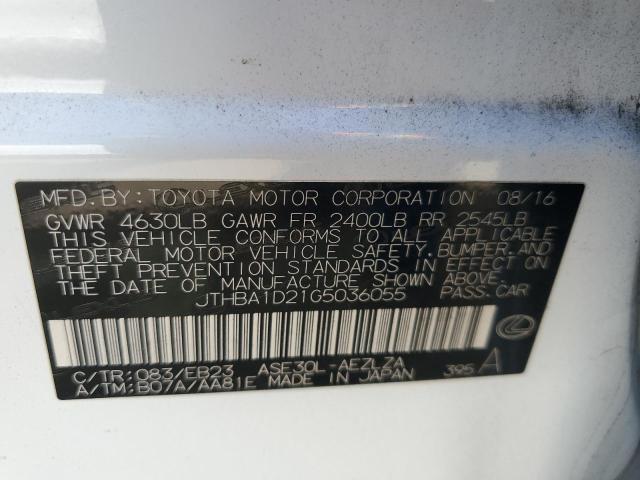 MFD. BY: TOYOTA MOTOR CORPORATION 08/16
GVWR 4630LB GAWR FR 2400LB RR 2545LB
THIS VEHICLE CONFORMS TO ALL APPLICABLE
FEDERAL MOTOR VEHICLE SAFETY, BUMPER, AND
THEFT PREVENTION STANDARDS IN EFFECT ON
THE DATE OF MANUFACTURE SHOWN ABOVE.
JTHBA1D21G5036055 PASS.CAR
C/TR: 083/EB23 ASE30L-AEZLZA 395 A
A/TM: B07A/AA81E MADE IN JAPAN